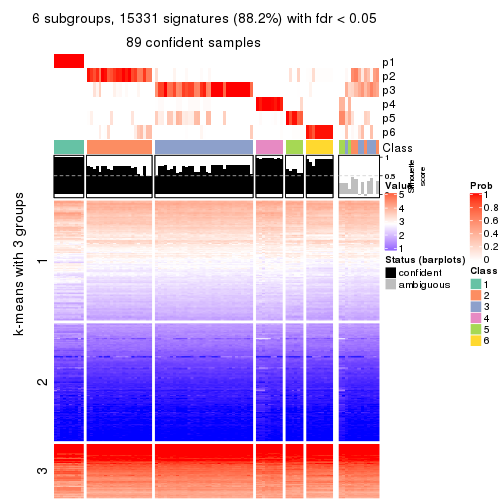 6 subgroups, 15331 signatures (88.2%) with fdr < 0.05
89 confident samples
p1
p2
p3
p4
p5
p6
Class
1
0.5
0
Silhouette
score
k-means with 3 groups
1
2
3
Value
5
4
3
2
1
Status (barplots)
confident
ambiguous
Prob
1
0.8
0.6
0.4
0.2
0
Class
1
2
3
4
5
6